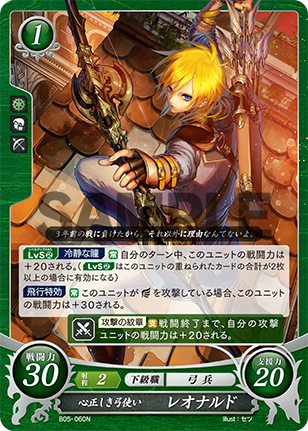 1
SAMPLE
3年前の戦に負けたから。それ以外に理由なんてないよ。
LvS2 冷静な瞳 常 自分のターン中、このユニットの戦闘力は
+20される。（LvS2はこのユニットの重ねられたカードの合計が2枚
以上の場合に有効になる）
飛行特効 常 このユニットが を攻撃している場合、このユニット
の戦闘力は+30される。
攻撃の紋章 支 戦闘終了まで、自分の攻撃
ユニットの戦闘力は+20される。
戦闘力 30
射程 2 下級職 弓兵
支援力 20
心正しき弓使い レオナルド
B05-060N
Illust:セツ